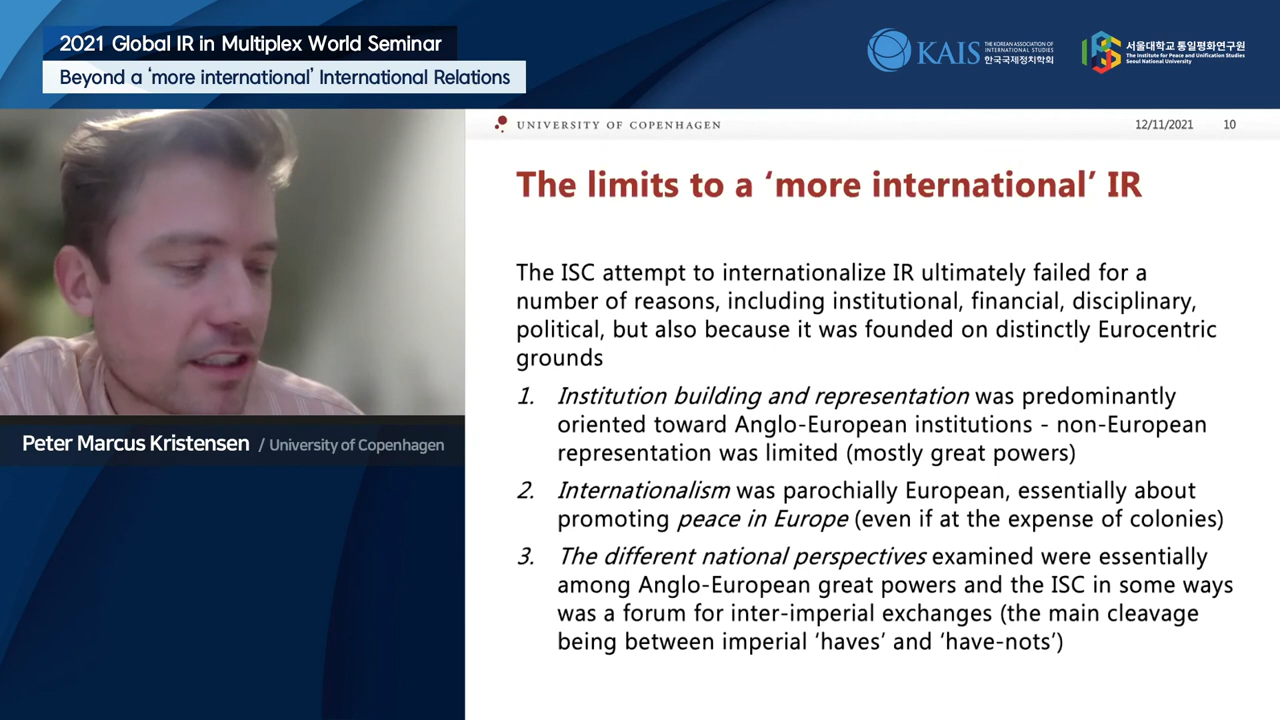 2021 Global IR in Multiplex World Seminar
Beyond a ‘more international’ International Relations
KAIS THE KOREAN ASSOCIATION OF
INTERNATIONAL STUDIES
한국국제정치학회
서울대학교 통일평화연구원
The Institute for Peace and Unification Studies
Seoul National University
UNIVERSITY OF COPENHAGEN
12/11/2021 10
The limits to a ‘more international’ IR
The ISC attempt to internationalize IR ultimately failed for a
number of reasons, including institutional, financial, disciplinary,
political, but also because it was founded on distinctly Eurocentric
grounds
1. Institution building and representation was predominantly
oriented toward Anglo-European institutions - non-European
representation was limited (mostly great powers)
2. Internationalism was parochially European, essentially about
promoting peace in Europe (even if at the expense of colonies)
3. The different national perspectives examined were essentially
among Anglo-European great powers and the ISC in some ways
was a forum for inter-imperial exchanges (the main cleavage
being between imperial ‘haves’ and ‘have-nots’)
Peter Marcus Kristensen / University of Copenhagen